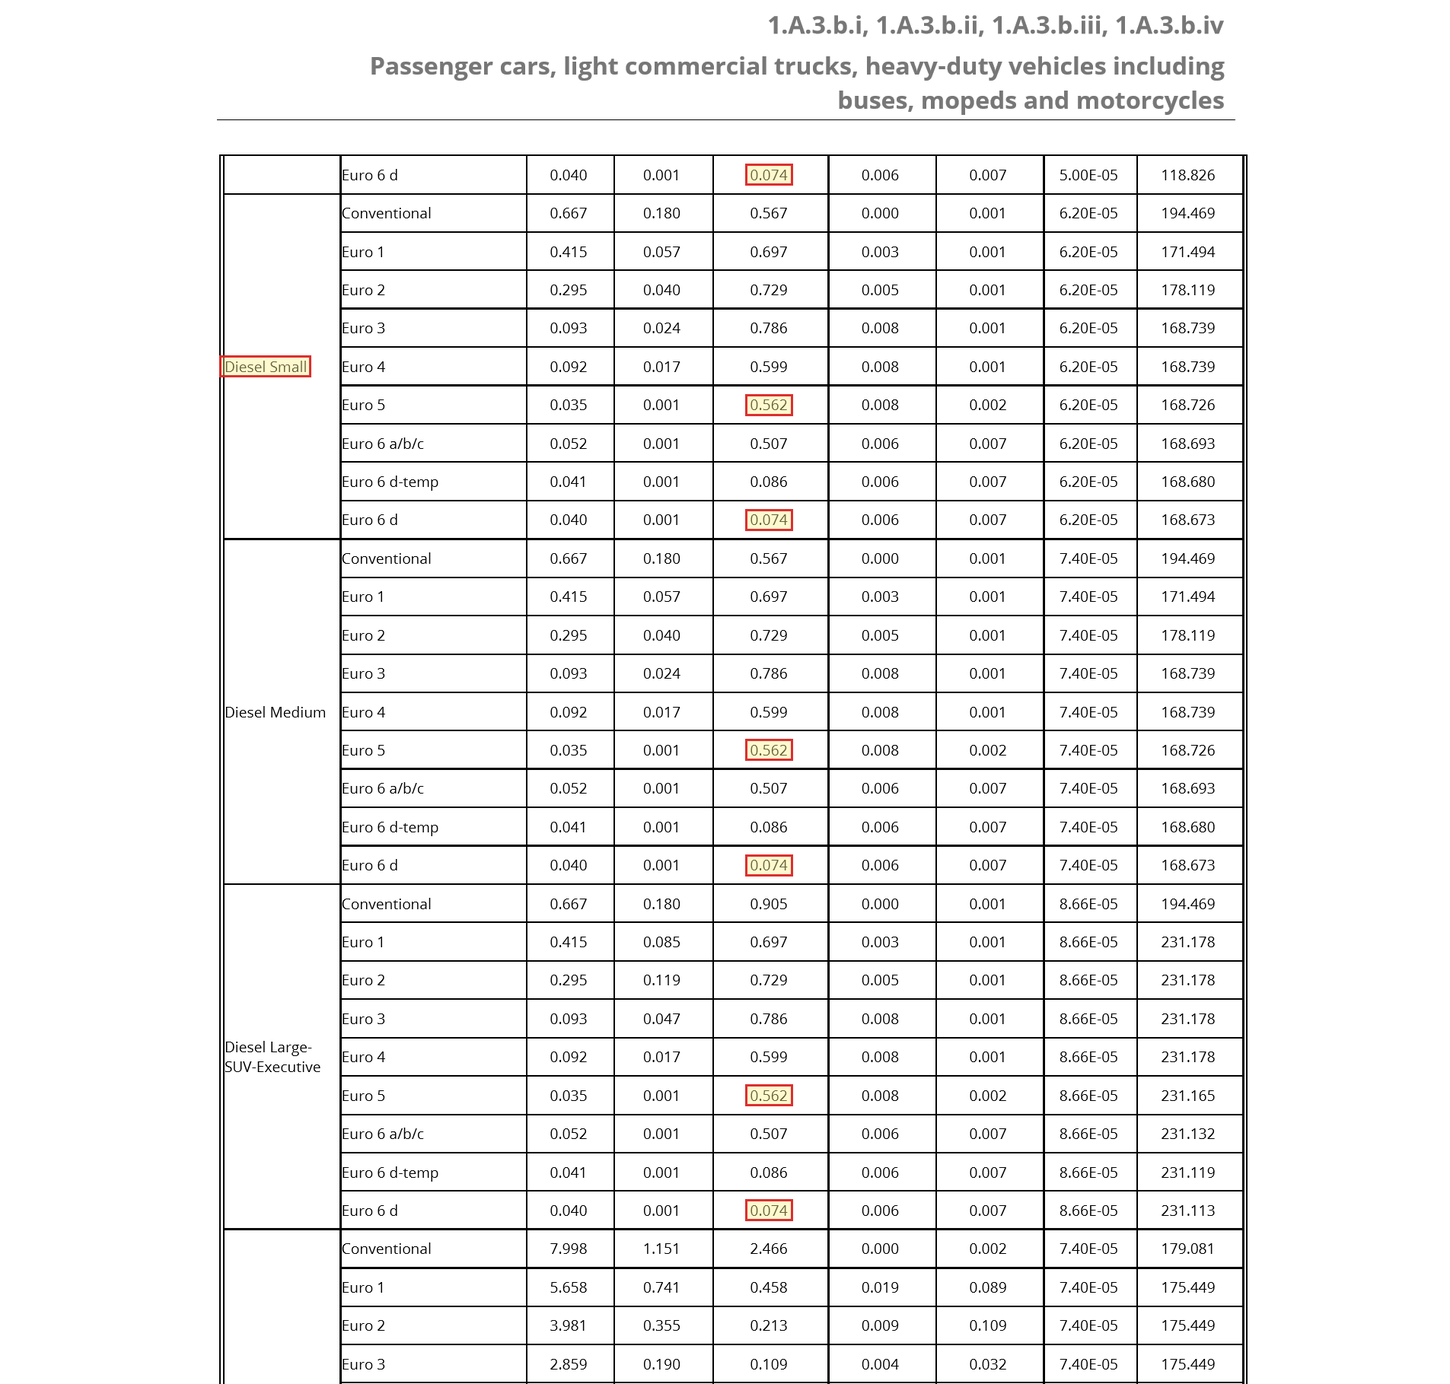 1.A.3.b.i, 1.A.3.b.ii, 1.A.3.b.iii, 1.A.3.b.iv
Passenger cars, light commercial trucks, heavy-duty vehicles including
buses, mopeds and motorcycles
Euro 6 d 0.040 0.001 0.074 0.006 0.007 5.00E-05 118.826
Conventional 0.667 0.180 0.567 0.000 0.001 6.20E-05 194.469
Euro 1 0.415 0.057 0.697 0.003 0.001 6.20E-05 171.494
Euro 2 0.295 0.040 0.729 0.005 0.001 6.20E-05 178.119
Euro 3 0.093 0.024 0.786 0.008 0.001 6.20E-05 168.739
Diesel Small Euro 4 0.092 0.017 0.599 0.008 0.001 6.20E-05 168.739
Euro 5 0.035 0.001 0.562 0.008 0.002 6.20E-05 168.726
Euro 6 a/b/c 0.052 0.001 0.507 0.006 0.007 6.20E-05 168.693
Euro 6 d-temp 0.041 0.001 0.086 0.006 0.007 6.20E-05 168.680
Euro 6 d 0.040 0.001 0.074 0.006 0.007 6.20E-05 168.673
Conventional 0.667 0.180 0.567 0.000 0.001 7.40E-05 194.469
Euro 1 0.415 0.057 0.697 0.003 0.001 7.40E-05 171.494
Euro 2 0.295 0.040 0.729 0.005 0.001 7.40E-05 178.119
Euro 3 0.093 0.024 0.786 0.008 0.001 7.40E-05 168.739
Diesel Medium Euro 4 0.092 0.017 0.599 0.008 0.001 7.40E-05 168.739
Euro 5 0.035 0.001 0.562 0.008 0.002 7.40E-05 168.726
Euro 6 a/b/c 0.052 0.001 0.507 0.006 0.007 7.40E-05 168.693
Euro 6 d-temp 0.041 0.001 0.086 0.006 0.007 7.40E-05 168.680
Euro 6 d 0.040 0.001 0.074 0.006 0.007 7.40E-05 168.673
Conventional 0.667 0.180 0.905 0.000 0.001 8.66E-05 194.469
Euro 1 0.415 0.085 0.697 0.003 0.001 8.66E-05 231.178
Euro 2 0.295 0.119 0.729 0.005 0.001 8.66E-05 231.178
Euro 3 0.093 0.047 0.786 0.008 0.001 8.66E-05 231.178
Diesel Large-
SUV-Executive Euro 4 0.092 0.017 0.599 0.008 0.001 8.66E-05 231.178
Euro 5 0.035 0.001 0.562 0.008 0.002 8.66E-05 231.165
Euro 6 a/b/c 0.052 0.001 0.507 0.006 0.007 8.66E-05 231.132
Euro 6 d-temp 0.041 0.001 0.086 0.006 0.007 8.66E-05 231.119
Euro 6 d 0.040 0.001 0.074 0.006 0.007 8.66E-05 231.113
Conventional 7.998 1.151 2.466 0.000 0.002 7.40E-05 179.081
Euro 1 5.658 0.741 0.458 0.019 0.089 7.40E-05 175.449
Euro 2 3.981 0.355 0.213 0.009 0.109 7.40E-05 175.449
Euro 3 2.859 0.190 0.109 0.004 0.032 7.40E-05 175.449